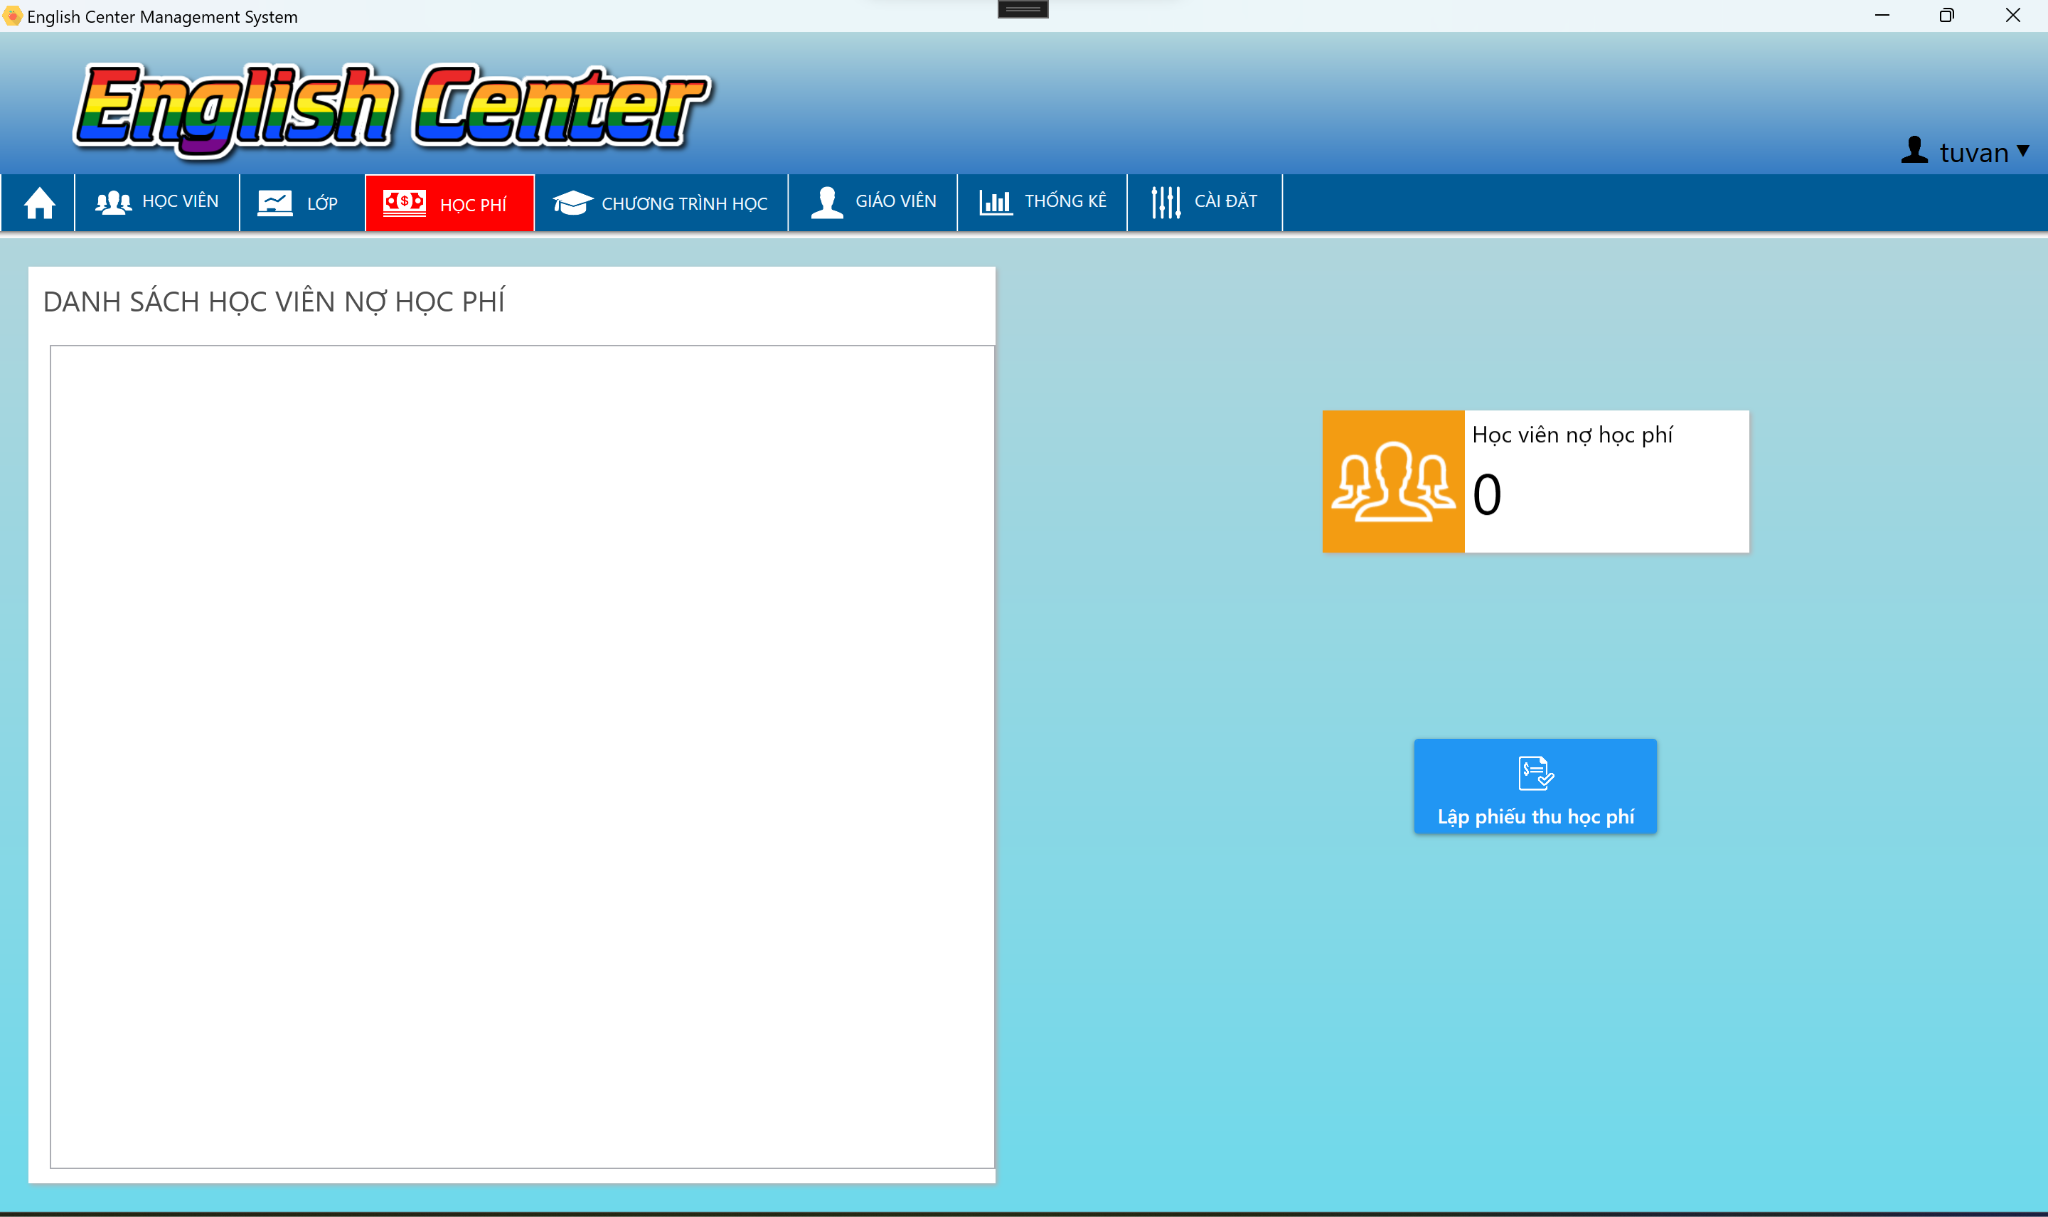 English Center Management System
English Center
tuvan
HỌC VIÊN
LỚP
HỌC PHÍ
CHƯƠNG TRÌNH HỌC
GIÁO VIÊN
THỐNG KÊ
CÀI ĐẶT
DANH SÁCH HỌC VIÊN NỢ HỌC PHÍ
Học viên nợ học phí
0
Lập phiếu thu học phí